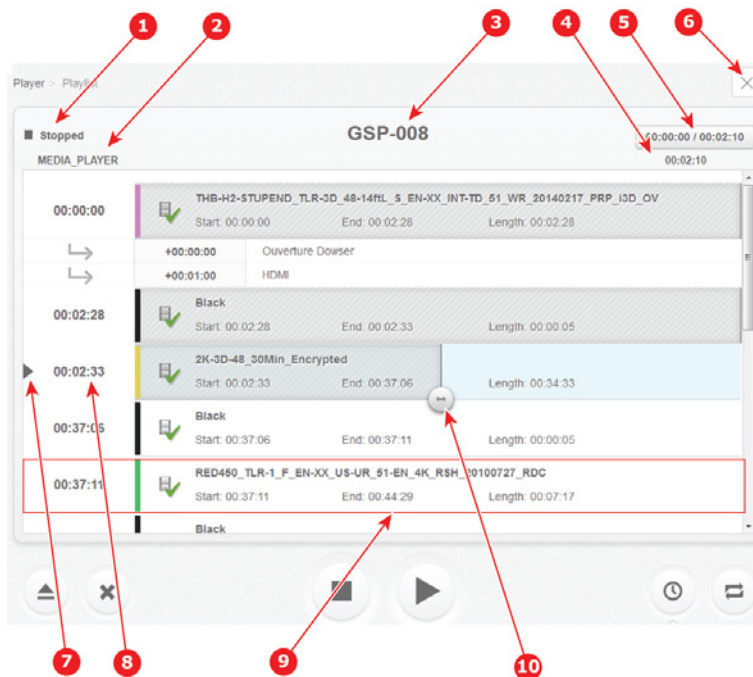 1 2 3 4 5 6
Player > Playlist
Stopped GSP-008 00:00:00 / 00:02:10
MEDIA_PLAYER 00:02:10
00:00:00 THB-H2-STUPEND_TLR-3D_48-14ftL_S_EN-XX_INT-TD_51_WR_20140217_PRP_i3D_OV
Start: 00:00:00 End: 00:02:28 Length: 00:02:28
+00:00:00 Ouverture Dowser
+00:01:00 HDMI
00:02:28 Black
Start: 00:02:28 End: 00:02:33 Length: 00:00:05
00:02:33 2K-3D-48_30Min_Encrypted
Start: 00:02:33 End: 00:37:06 Length: 00:34:33
00:37:06 Black
Start: 00:37:06 End: 00:37:11 Length: 00:00:05
00:37:11 RED450_TLR-1_F_EN-XX_US-UR_51-EN_4K_RSH_20100727_RDC
Start: 00:37:11 End: 00:44:29 Length: 00:07:17
Black
7 8 9 10